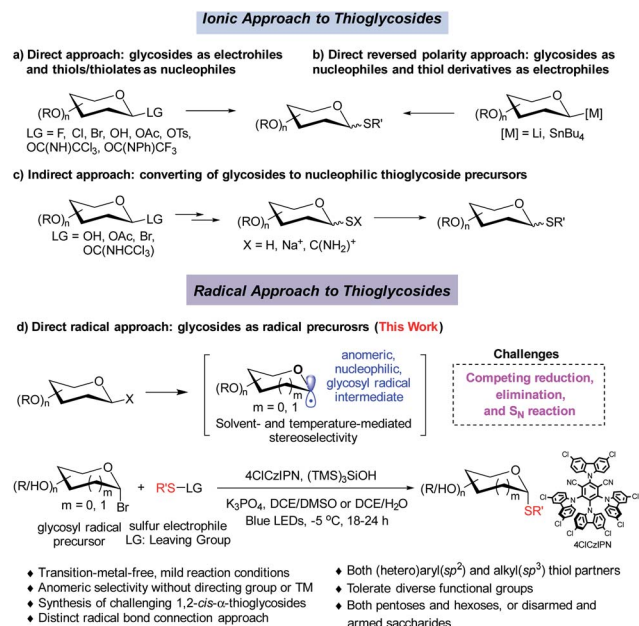 Ionic Approach to Thioglycosides
a) Direct approach: glycosides as electrohiles
and thiols/thiolates as nucleophiles
b) Direct reversed polarity approach: glycosides as
nucleophiles and thiol derivatives as electrophiles
(RO)n O LG
(RO)n O SR'
(RO)n O [M]
LG = F, Cl, Br, OH, OAc, OTs,
OC(NH)CCl3, OC(NPh)CF3
[M] = Li, SnBu4
c) Indirect approach: converting of glycosides to nucleophilic thioglycoside precursors
(RO)n O LG
(RO)n O SX
(RO)n O SR'
LG = OH, OAc, Br,
OC(NHCCl3)
X = H, Na+, C(NH2)+
Radical Approach to Thioglycosides
d) Direct radical approach: glycosides as radical precurosrs (This Work)
(RO)n O X
(RO)n O ( )m
m = 0, 1
anomeric,
nucleophilic,
glycosyl radical
intermediate
Solvent- and temperature-mediated
stereoselectivity
Challenges
Competing reduction,
elimination,
and SN reaction
(R/HO)n O ( )m Br
m = 0, 1
glycosyl radical
precursor
+
R'S-LG
sulfur electrophile
LG: Leaving Group
4ClCzIPN, (TMS)3SiOH
K3PO4, DCE/DMSO or DCE/H2O
Blue LEDs, -5 °C, 18-24 h
(R/HO)n O ( )m SR'
Cl Cl Cl Cl Cl Cl Cl Cl
NC CN
N N N N
4ClCzIPN
♦ Transition-metal-free, mild reaction conditions
♦ Anomeric selectivity without directing group or TM
♦ Synthesis of challenging 1,2-cis-α-thioglycosides
♦ Distinct radical bond connection approach
♦ Both (hetero)aryl(sp2) and alkyl(sp3) thiol partners
♦ Tolerate diverse functional groups
♦ Both pentoses and hexoses, or disarmed and
armed saccharides